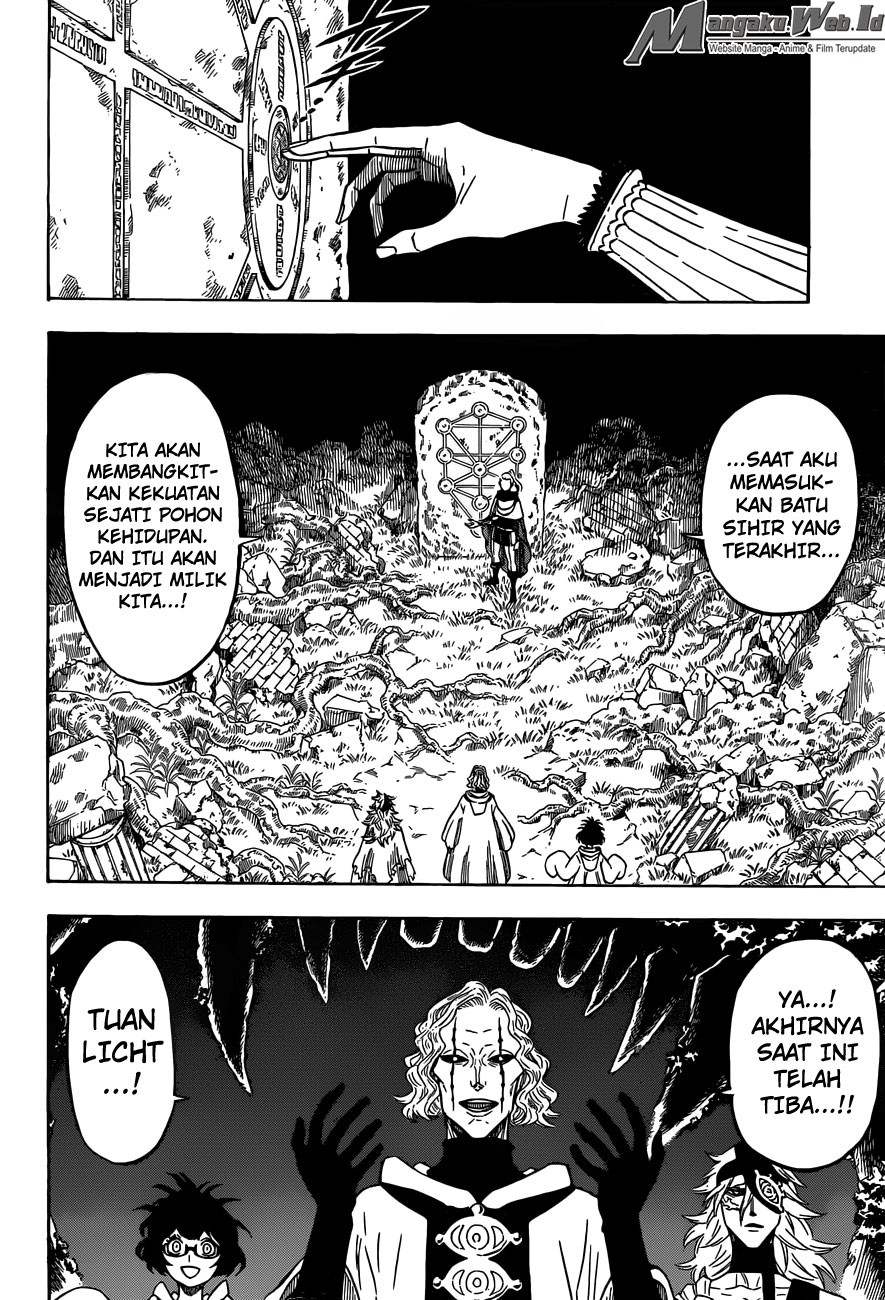 Mangaku.Web.Id
Website Manga - Anime & Film Terupdate
...SAAT AKU
MEMASUK-
KAN BATU
SIHIR YANG
TERAKHIR...
KITA AKAN
MEMBANGKIT-
KAN KEKUATAN
SEJATI POHON
KEHIDUPAN.
DAN ITU AKAN
MENJADI MILIK
KITA...!
YA...!
AKHIRNYA
SAAT INI
TELAH
TIBA...!!
TUAN
LICHT
...!